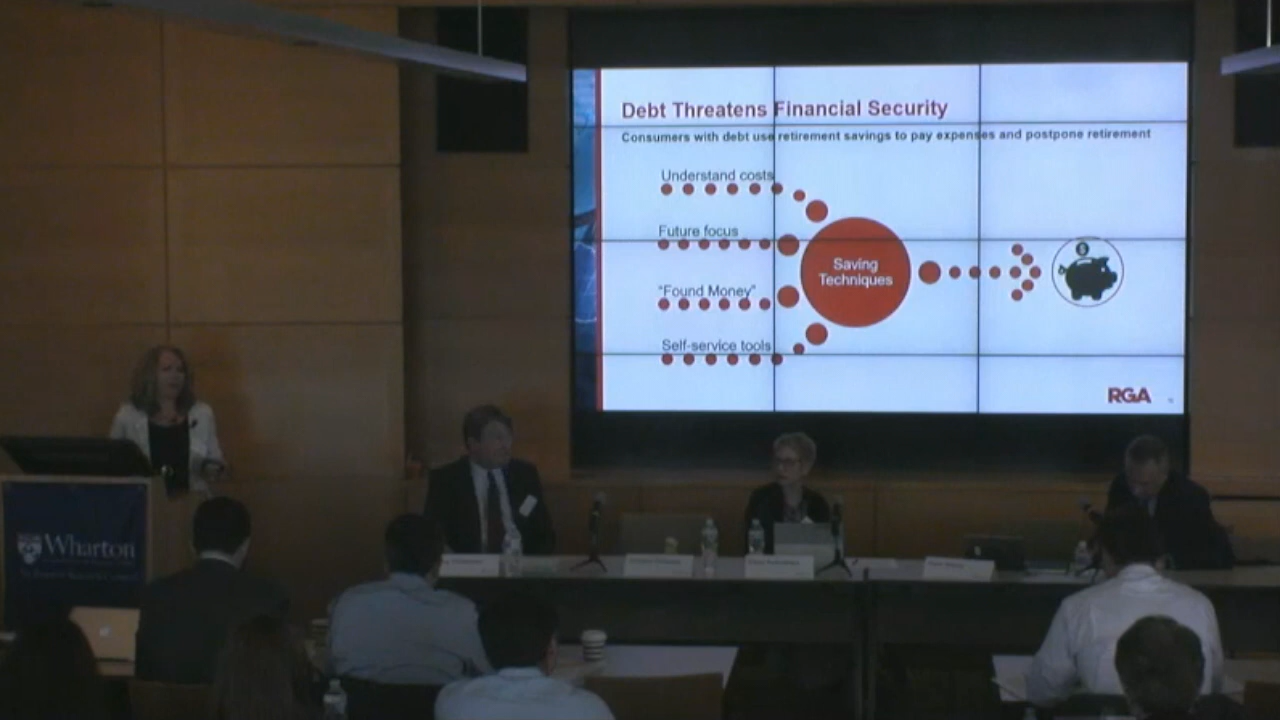 Debt Threatens Financial Security
Consumers with debt use retirement savings to pay expenses and postpone retirement
Understand costs
Future focus
"Found Money"
Self-service tools
Saving
Techniques
RGA
Wharton